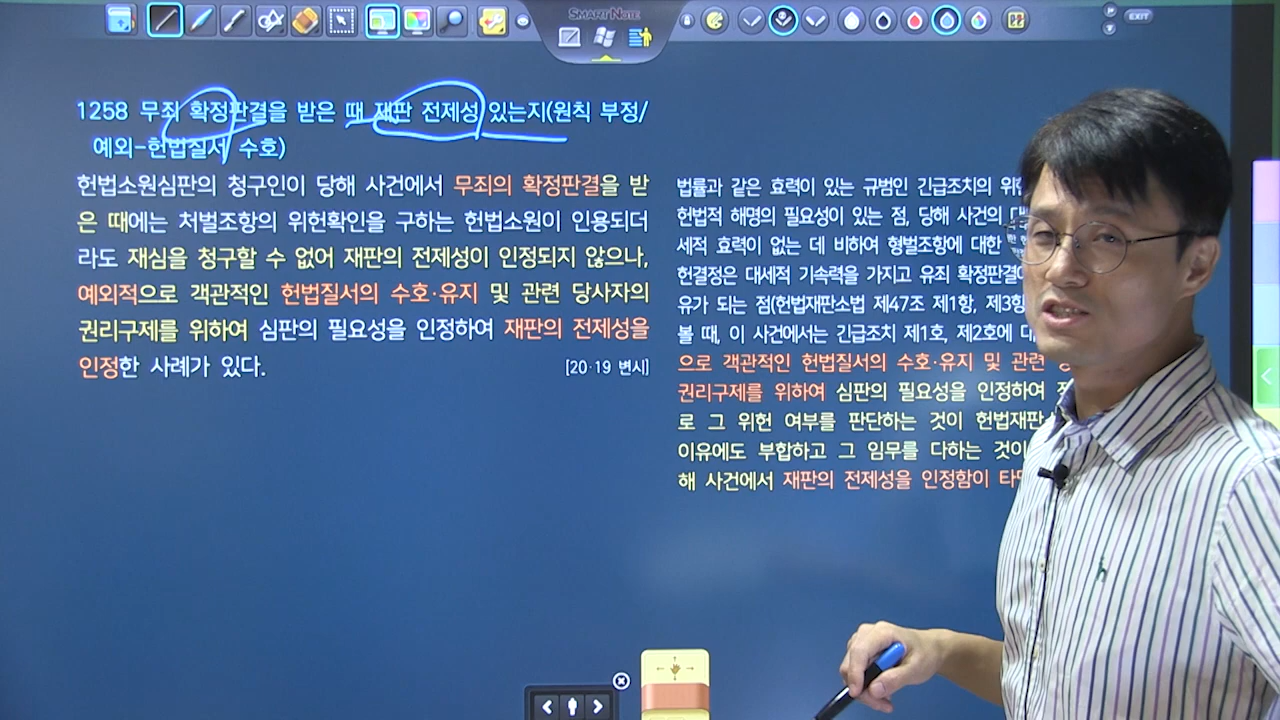 SMARTNOTE
EXIT
1258 무죄 확정판결을 받은 때 재판 전제성 있는지(원칙 부정/
예외-헌법질서 수호)
헌법소원심판의 청구인이 당해 사건에서 무죄의 확정판결을 받
은 때에는 처벌조항의 위헌확인을 구하는 헌법소원이 인용되더
라도 재심을 청구할 수 없어 재판의 전제성이 인정되지 않으나,
예외적으로 객관적인 헌법질서의 수호·유지 및 관련 당사자의
권리구제를 위하여 심판의 필요성을 인정하여 재판의 전제성을
인정한 사례가 있다.
[20·19 변시]
법률과 같은 효력이 있는 규범인 긴급조치의
헌법적 해명의 필요성이 있는 점, 당해 사건의
세적 효력이 없는 데 비하여 형벌조항에 대한
헌결정은 대세적 기속력을 가지고 유죄
유가 되는 점(헌법재판소법 제47조 제1항, 제3항
볼 때, 이 사건에서는 긴급조치 제1호, 제2호에
으로 객관적인 헌법질서의 수호·유지 및 관련
권리구제를 위하여 심판의 필요성을 인정하여
로 그 위헌 여부를 판단하는 것이
이유에도 부합하고 그 임무를 다하는 것이
해 사건에서 재판의 전제성을 인정함이